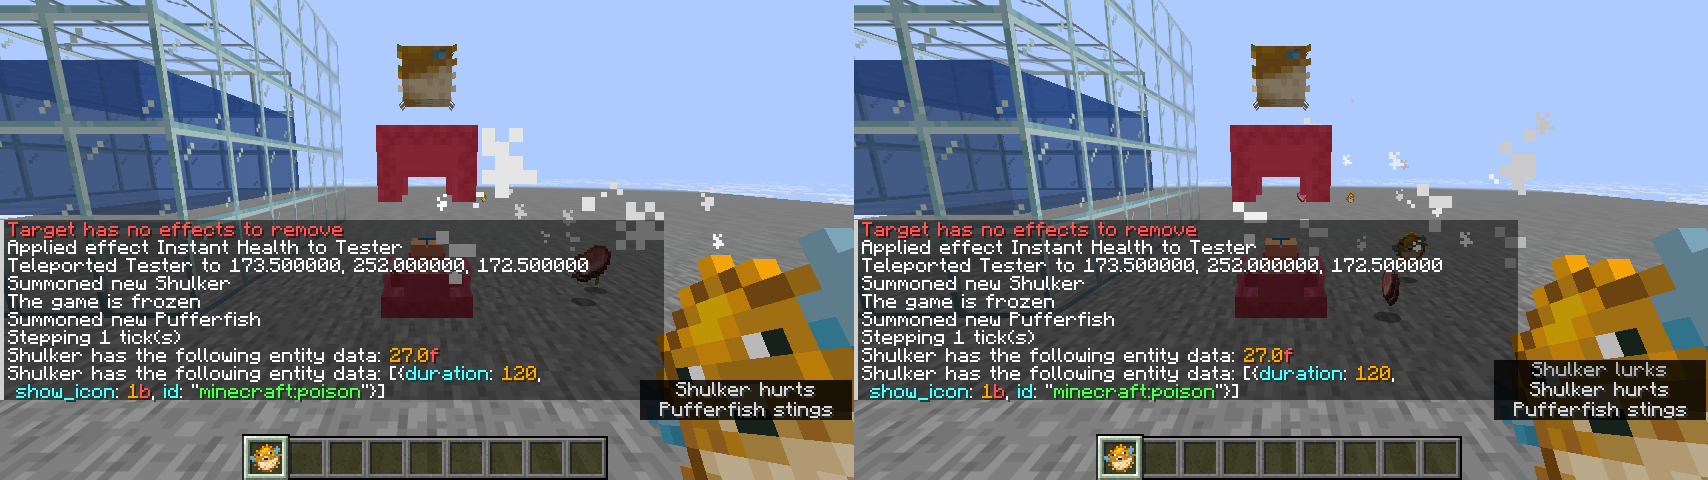 Target has no effects to remove
Applied effect Instant Health to Tester
Teleported Tester to 173.500000, 252.000000, 172.500000
Summoned new Shulker
The game is frozen
Summoned new Pufferfish
Stepping 1 tick(s)
Shulker has the following entity data: 27.0f
Shulker has the following entity data: [{duration: 120,
show_icon: 1b, id: "minecraft:poison"}]
Shulker hurts
Pufferfish stings
Target has no effects to remove
Applied effect Instant Health to Tester
Teleported Tester to 173.500000, 252.000000, 172.500000
Summoned new Shulker
The game is frozen
Summoned new Pufferfish
Stepping 1 tick(s)
Shulker has the following entity data: 27.0f
Shulker has the following entity data: [{duration: 120,
show_icon: 1b, id: "minecraft:poison"}]
Shulker lurks
Shulker hurts
Pufferfish stings